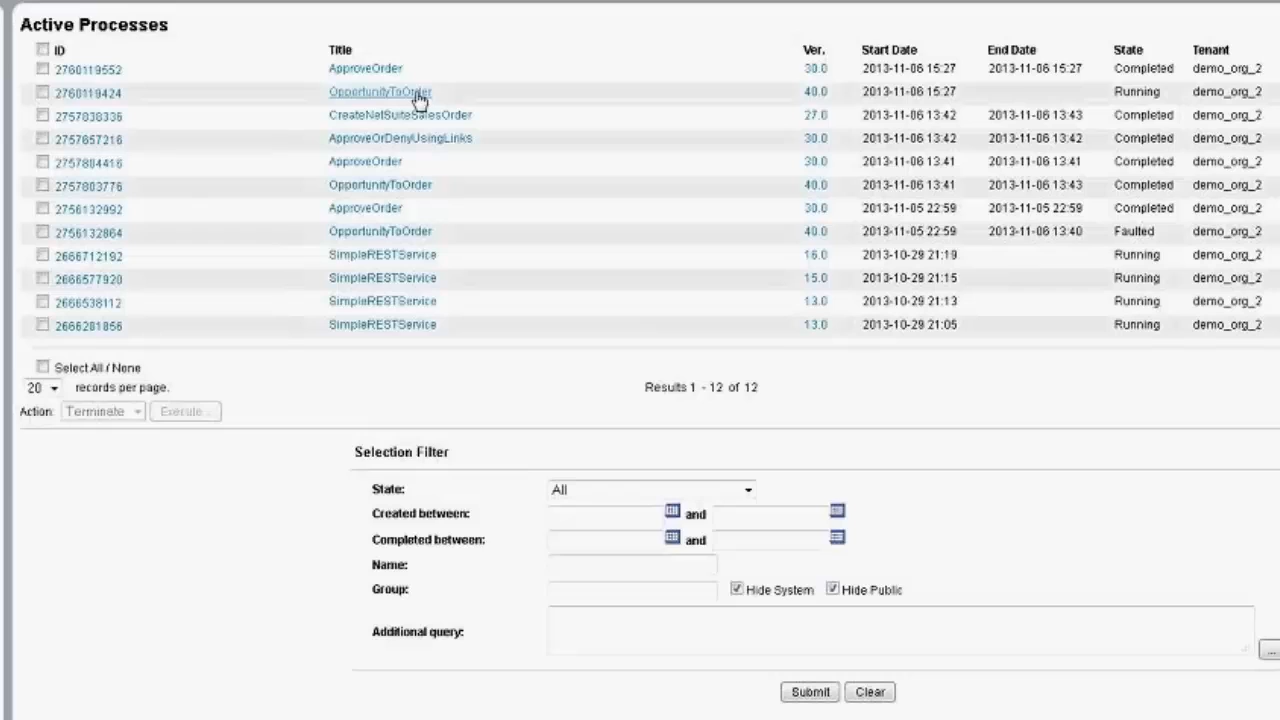 Active Processes
ID Title Ver. Start Date End Date State Tenant
2760119552 ApproveOrder 30.0 2013-11-06 15:27 2013-11-06 15:27 Completed demo_org_2
2760119424 OpportunityToOrder 40.0 2013-11-06 15:27 Running demo_org_2
2757838336 CreateNetSuiteSalesOrder 27.0 2013-11-06 13:42 2013-11-06 13:43 Completed demo_org_2
2757657216 ApproveOrDenyUsingLinks 30.0 2013-11-06 13:42 2013-11-06 13:42 Completed demo_org_2
2757804416 ApproveOrder 30.0 2013-11-06 13:41 2013-11-06 13:41 Completed demo_org_2
2757803776 OpportunityToOrder 40.0 2013-11-06 13:41 2013-11-06 13:43 Completed demo_org_2
2756132992 ApproveOrder 30.0 2013-11-05 22:59 2013-11-05 22:59 Completed demo_org_2
2756132864 OpportunityToOrder 40.0 2013-11-05 22:59 2013-11-06 13:40 Faulted demo_org_2
2666712192 SimpleRESTService 16.0 2013-10-29 21:19 Running demo_org_2
2666577920 SimpleRESTService 15.0 2013-10-29 21:15 Running demo_org_2
2666538112 SimpleRESTService 13.0 2013-10-29 21:13 Running demo_org_2
2666281856 SimpleRESTService 13.0 2013-10-29 21:05 Running demo_org_2
Select All / None
20 records per page. Results 1 - 12 of 12
Action: Terminate Execute...
Selection Filter
State: All
Created between: and
Completed between: and
Name:
Group: Hide System Hide Public
Additional query:
...
Submit Clear